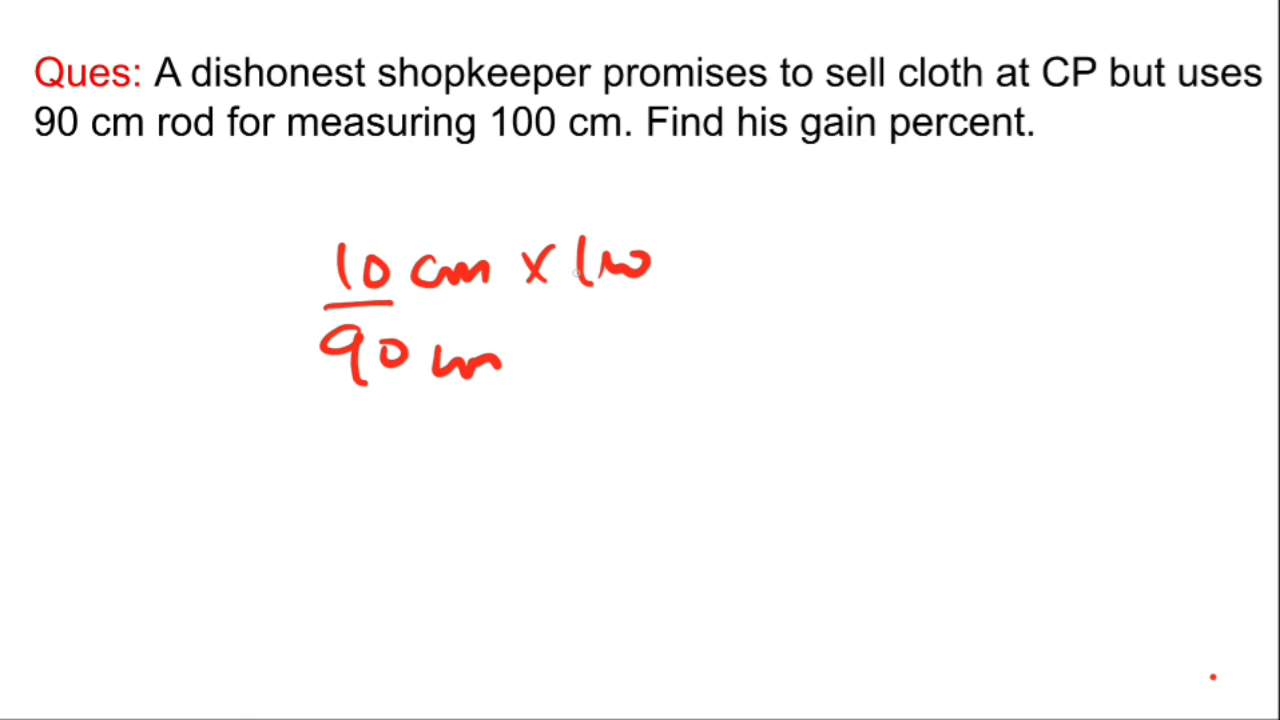 Ques: A dishonest shopkeeper promises to sell cloth at CP but uses
90 cm rod for measuring 100 cm. Find his gain percent.
10 cm x 100
90 cm